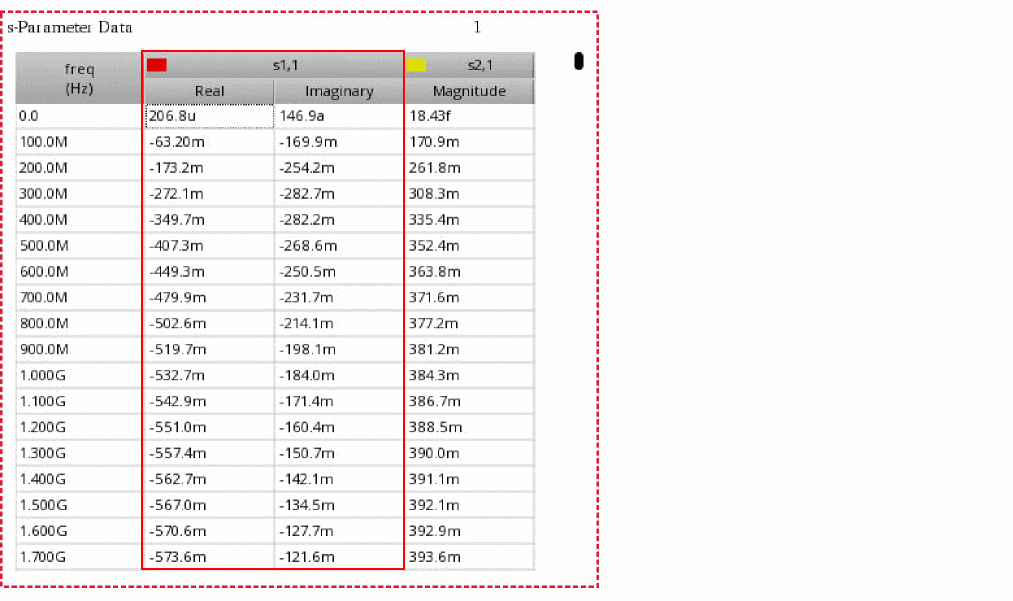 s-Parameter Data 1
freq (Hz) s1,1 s2,1
Real Imaginary Magnitude
0.0 206.8u 146.9a 18.43f
100.0M -63.20m -169.9m 170.9m
200.0M -173.2m -254.2m 261.8m
300.0M -272.1m -282.7m 308.3m
400.0M -349.7m -282.2m 335.4m
500.0M -407.3m -268.6m 352.4m
600.0M -449.3m -250.5m 363.8m
700.0M -479.9m -231.7m 371.6m
800.0M -502.6m -214.1m 377.2m
900.0M -519.7m -198.1m 381.2m
1.000G -532.7m -184.0m 384.3m
1.100G -542.9m -171.4m 386.7m
1.200G -551.0m -160.4m 388.5m
1.300G -557.4m -150.7m 390.0m
1.400G -562.7m -142.1m 391.1m
1.500G -567.0m -134.5m 392.1m
1.600G -570.6m -127.7m 392.9m
1.700G -573.6m -121.6m 393.6m